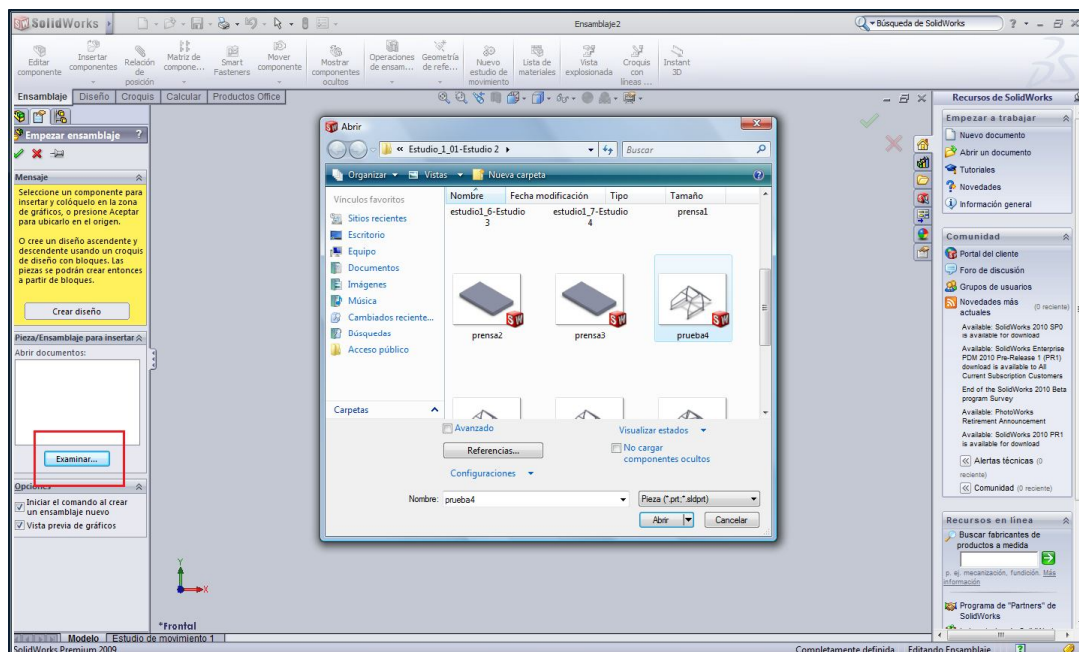 SolidWorks
Ensamblaje2
Búsqueda de SolidWorks
?
Editar componente
Insertar componentes
Relación de posición
Matriz de compone...
Smart Fasteners
Mover componente
Mostrar componentes ocultos
Operaciones de ensam...
Geometría de refe...
Nuevo estudio de movimiento
Lista de materiales
Vista explosionada
Croquis con líneas ...
Instant 3D
Ensamblaje
Diseño
Croquis
Calcular
Productos Office
Empezar ensamblaje ?
Mensaje
Seleccione un componente para
insertar y colóquelo en la zona
de gráficos, o presione Aceptar
para ubicarlo en el origen.
O cree un diseño ascendente y
descendente usando un croquis
de diseño con bloques. Las
piezas se podrán crear entonces
a partir de bloques.
Crear diseño
Pieza/Ensamblaje para insertar
Abrir documentos:
Examinar...
Opciones
Iniciar el comando al crear
un ensamblaje nuevo
Vista previa de gráficos
Abrir
« Estudio_1_01-Estudio 2
Buscar
Organizar
Vistas
Nueva carpeta
Vínculos favoritos
Sitios recientes
Escritorio
Equipo
Documentos
Imágenes
Música
Cambiados reciente...
Búsquedas
Acceso público
Carpetas
Nombre
Fecha modificación
Tipo
Tamaño
estudio1_6-Estudio
3
estudio1_7-Estudio
4
prensa1
SW
SW
SW
prensa2
prensa3
prueba4
Avanzado
Visualizar estados
Referencias...
No cargar
componentes ocultos
Configuraciones
Nombre:
prueba4
Pieza (*.prt;*.sldprt)
Abrir
Cancelar
Y
X
*Frontal
Modelo
Estudio de movimiento 1
SolidWorks Premium 2009
Completamente definida
Editando Ensamblaje
Recursos de SolidWorks
Empezar a trabajar
Nuevo documento
Abrir un documento
Tutoriales
Novedades
Información general
Comunidad
Portal del cliente
Foro de discusión
Grupos de usuarios
Novedades más
actuales
(0 reciente)
Available: SolidWorks 2010 SP0
is available for download
Available: SolidWorks Enterprise
PDM 2010 Pre-Release 1 (PR1)
download is available to All
Current Subscription Customers
End of the SolidWorks 2010 Beta
program Survey
Available: PhotoWorks
Retirement Announcement
Available: SolidWorks 2010 PR1
is available for download
Alertas técnicas (0
reciente)
Comunidad (0 reciente)
Recursos en línea
Buscar fabricantes de
productos a medida
p. ej. mecanización, fundición. Más
información
Programa de "Partners" de
SolidWorks